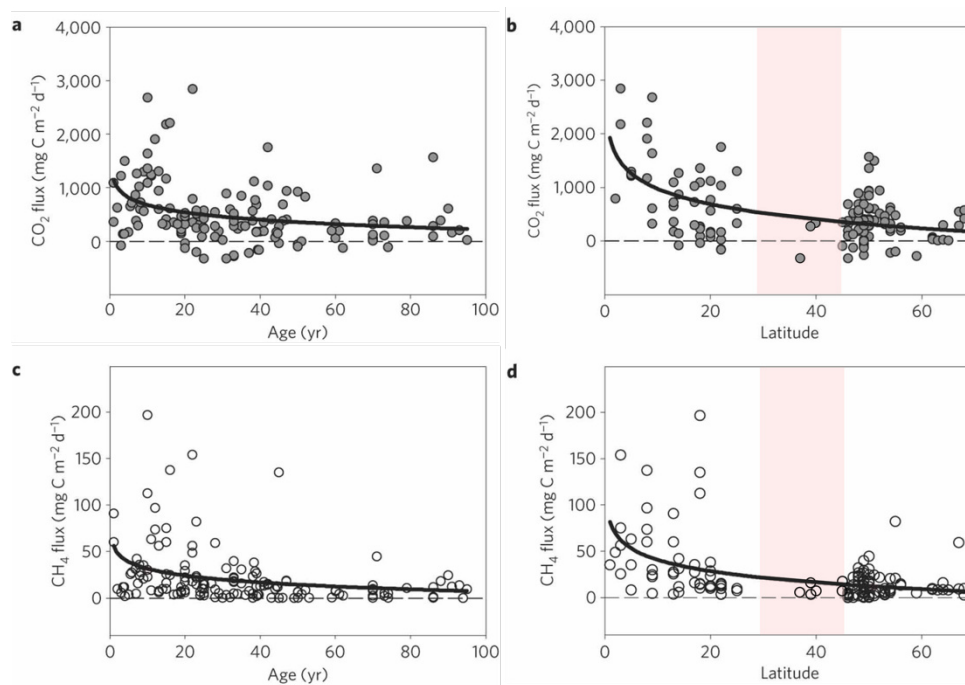 a
4,000
3,000
2,000
1,000
0
CO₂ flux (mg C m⁻² d⁻¹)
0 20 40 60 80 100
Age (yr)
b
4,000
3,000
2,000
1,000
0
CO₂ flux (mg C m⁻² d⁻¹)
0 20 40 60
Latitude
c
200
150
100
50
0
CH₄ flux (mg C m⁻² d⁻¹)
0 20 40 60 80 100
Age (yr)
d
200
150
100
50
0
CH₄ flux (mg C m⁻² d⁻¹)
0 20 40 60
Latitude